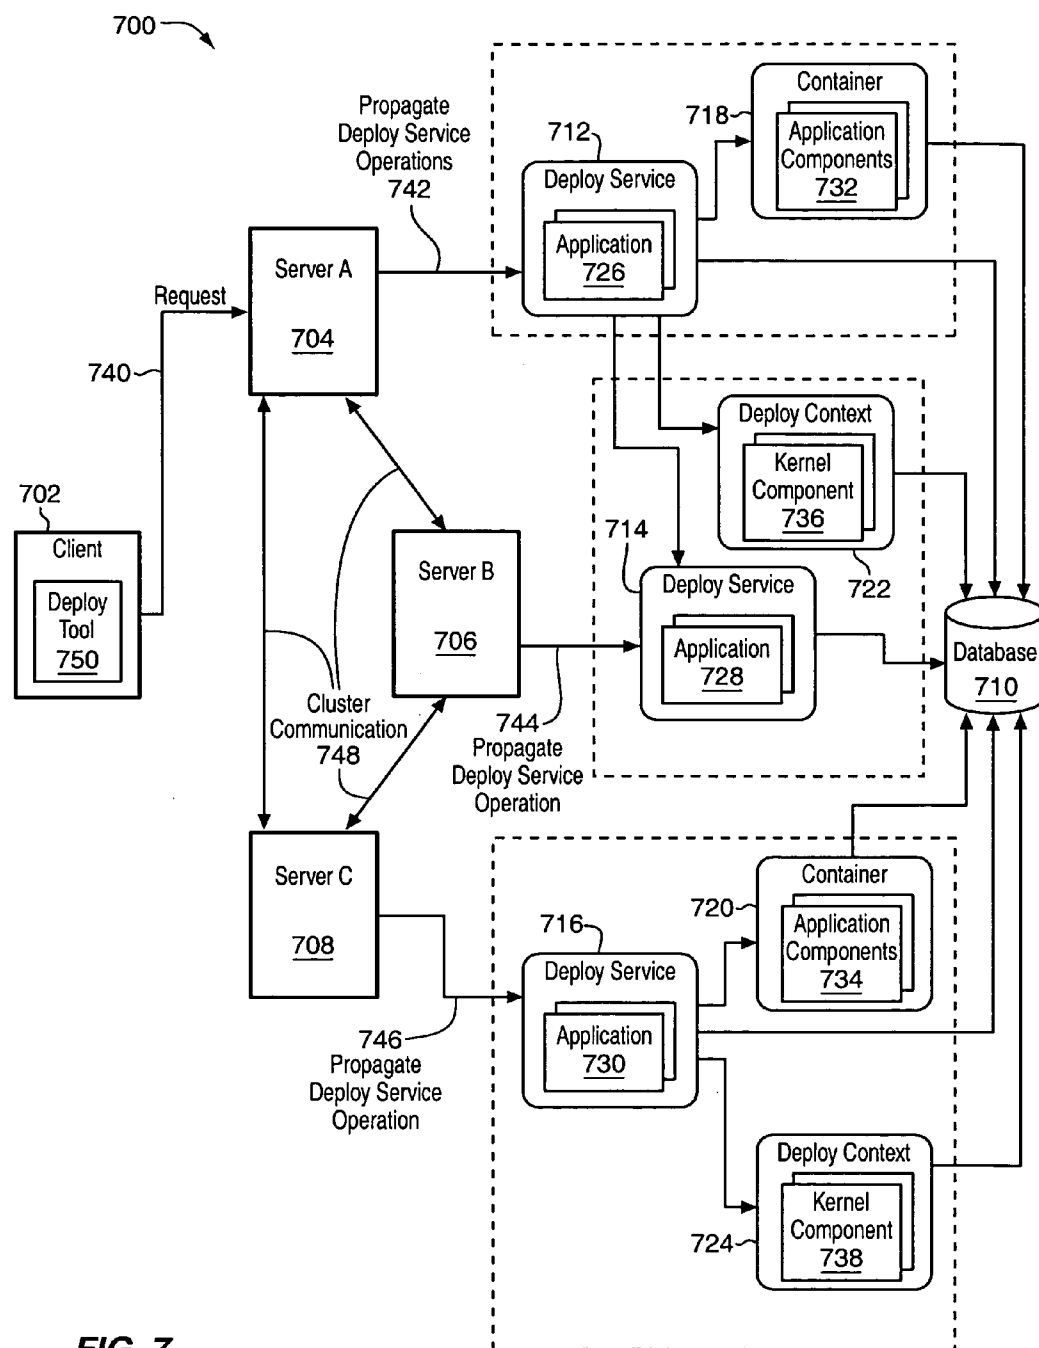 700
Propagate
Deploy Service
Operations
742
712
Deploy Service
Application
726
718
Container
Application
Components
732
Server A
704
Request
740
Deploy Context
Kernel
Component
736
722
702
Client
Deploy
Tool
750
Server B
706
714
Deploy Service
Application
728
Database
710
Cluster
Communication
748
744
Propagate
Deploy Service
Operation
Server C
708
716
Deploy Service
Application
730
720
Container
Application
Components
734
746
Propagate
Deploy Service
Operation
Deploy Context
Kernel
Component
738
724
FIG. 7